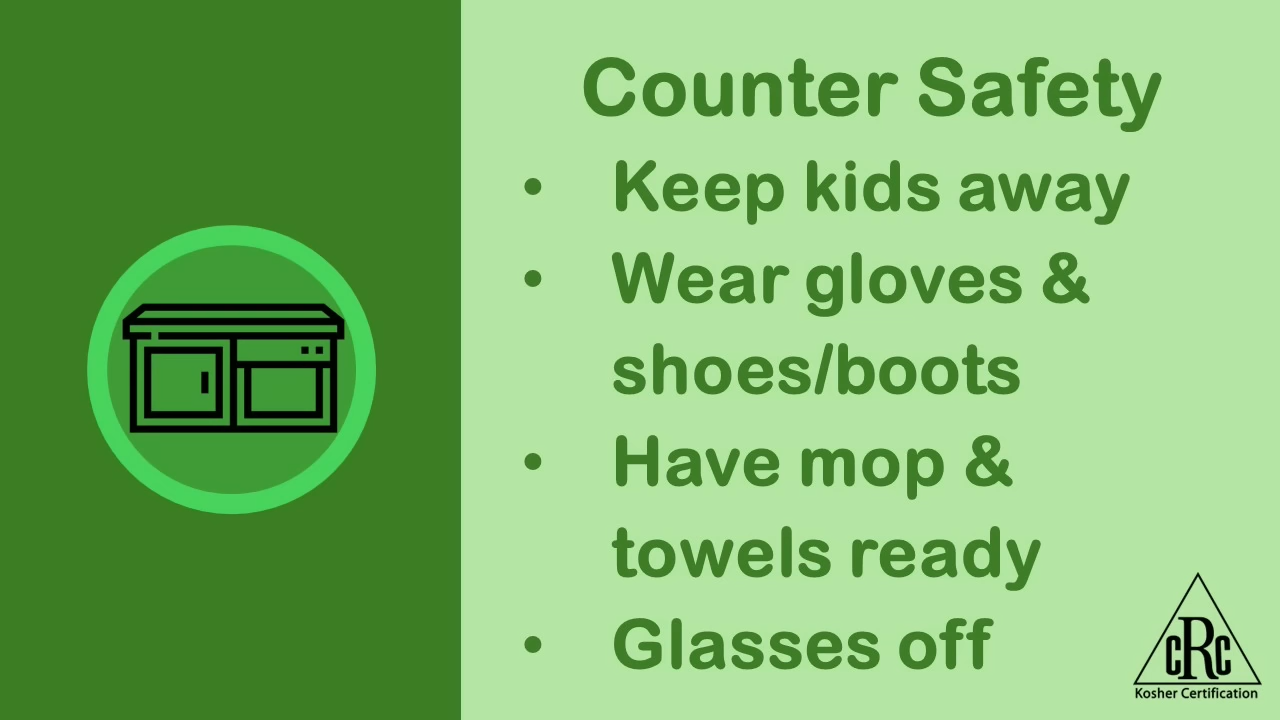 Counter Safety
• Keep kids away
• Wear gloves &
shoes/boots
• Have mop &
towels ready
• Glasses off
cRc
Kosher Certification